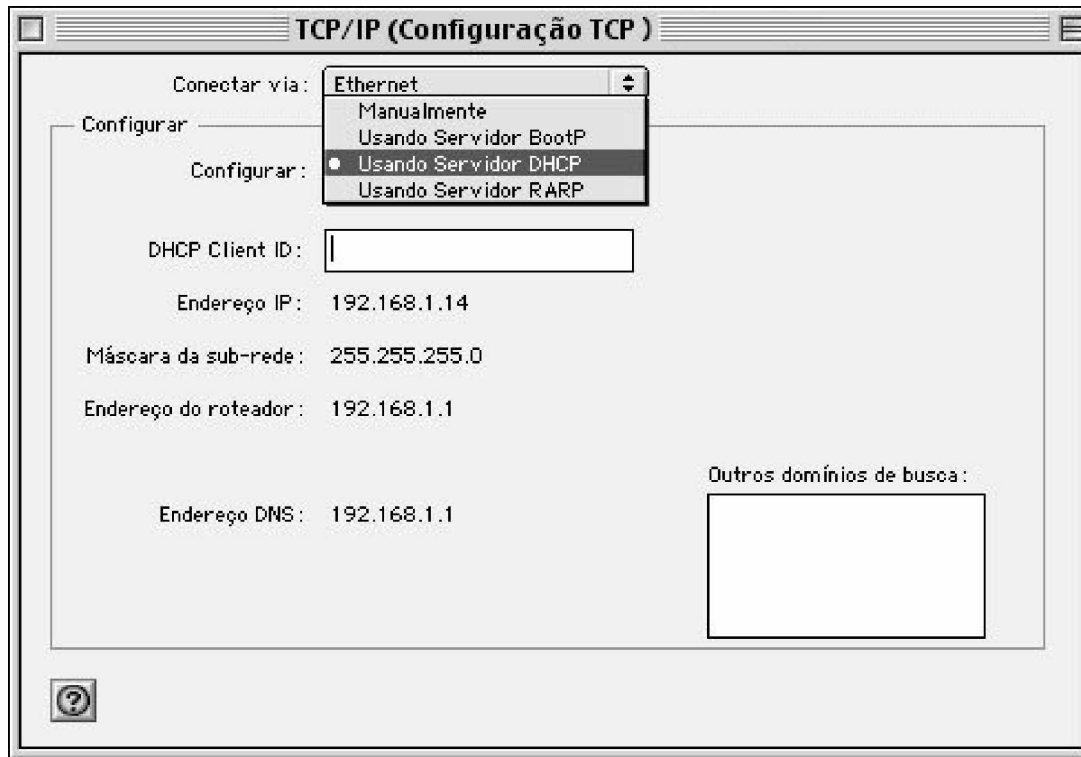 TCP/IP (Configuração TCP )
Conectar via: Ethernet
Configurar
Configurar:
Manualmente
Usando Servidor BootP
Usando Servidor DHCP
Usando Servidor RARP
DHCP Client ID:
Endereço IP: 192.168.1.14
Máscara da sub-rede: 255.255.255.0
Endereço do roteador: 192.168.1.1
Outros domínios de busca:
Endereço DNS: 192.168.1.1
?